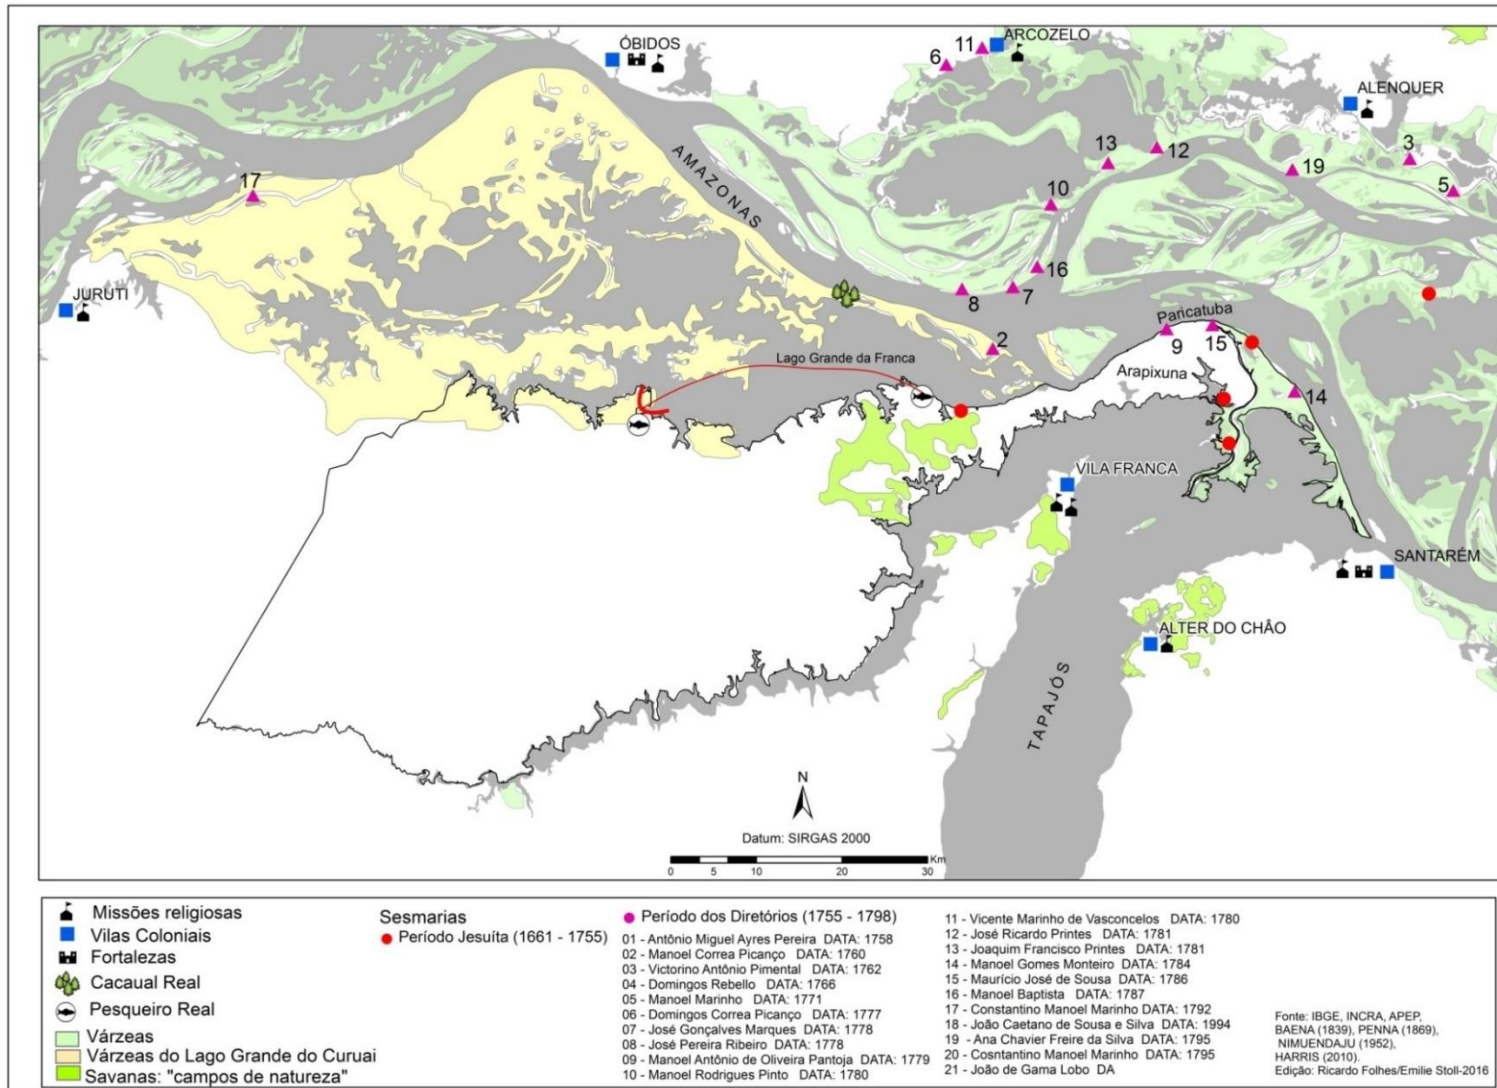 ÓBIDOS
11
ARCOZELO
6
ALENQUER
AMAZONAS
13
12
3
19
17
5
10
16
JURUTI
8
7
Paricatuba
2
9
15
Lago Grande da Franca
Arapixuna
14
VILA FRANCA
SANTARÉM
ALTER DO CHÂO
TAPAJÓS
N
Datum: SIRGAS 2000
Km
0 5 10 20 30
Missões religiosas
Vilas Coloniais
Fortalezas
Cacaual Real
Pesqueiro Real
Várzeas
Várzeas do Lago Grande do Curuai
Savanas: "campos de natureza"
Sesmarias
Período Jesuíta (1661 - 1755)
Período dos Diretórios (1755 - 1798)
01 - Antônio Miguel Ayres Pereira DATA: 1758
02 - Manoel Correa Picanço DATA: 1760
03 - Victorino Antônio Pimental DATA: 1762
04 - Domingos Rebello DATA: 1766
05 - Manoel Marinho DATA: 1771
06 - Domingos Correa Picanço DATA: 1777
07 - José Gonçalves Marques DATA: 1778
08 - José Pereira Ribeiro DATA: 1778
09 - Manoel Antônio de Oliveira Pantoja DATA: 1779
10 - Manoel Rodrigues Pinto DATA: 1780
11 - Vicente Marinho de Vasconcelos DATA: 1780
12 - José Ricardo Printes DATA: 1781
13 - Joaquim Francisco Printes DATA: 1781
14 - Manoel Gomes Monteiro DATA: 1784
15 - Maurício José de Sousa DATA: 1786
16 - Manoel Baptista DATA: 1787
17 - Constantino Manoel Marinho DATA: 1792
18 - João Caetano de Sousa e Silva DATA: 1994
19 - Ana Chavier Freire da Silva DATA: 1795
20 - Cosntantino Manoel Marinho DATA: 1795
21 - João de Gama Lobo DA
Fonte: IBGE, INCRA, APEP,
BAENA (1839), PENNA (1869),
NIMUENDAJU (1952),
HARRIS (2010).
Edição: Ricardo Folhes/Emilie Stoll-2016